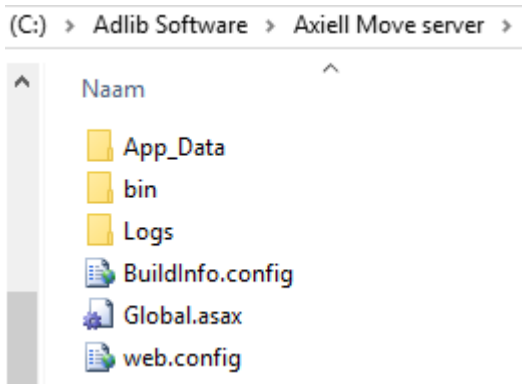 (C:) > Adlib Software > Axiell Move server >
Naam
App_Data
bin
Logs
BuildInfo.config
Global.asax
web.config